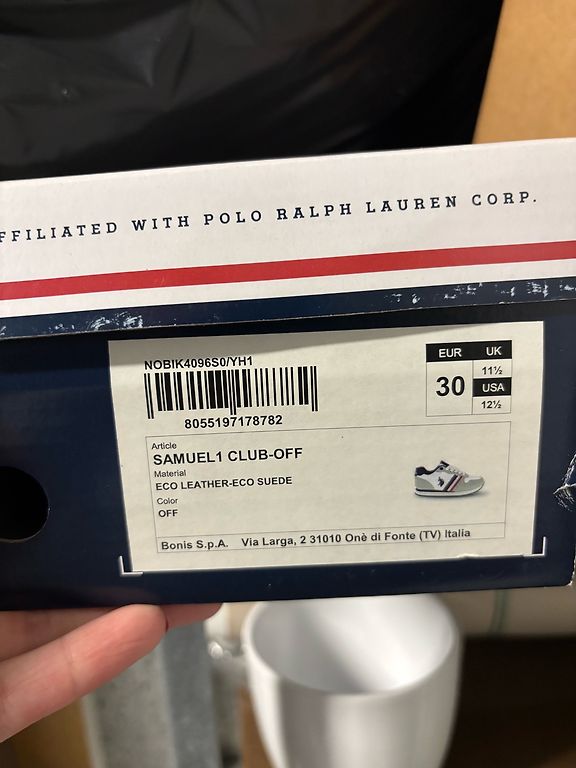 FFILIATED WITH POLO RALPH LAUREN CORP.
NOBIK4096S0/YH1
8055197178782
EUR UK
30 11½
USA
12½
Article
SAMUEL1 CLUB-OFF
Material
ECO LEATHER-ECO SUEDE
Color
OFF
Bonis S.p.A. Via Larga, 2 31010 Onè di Fonte (TV) Italia